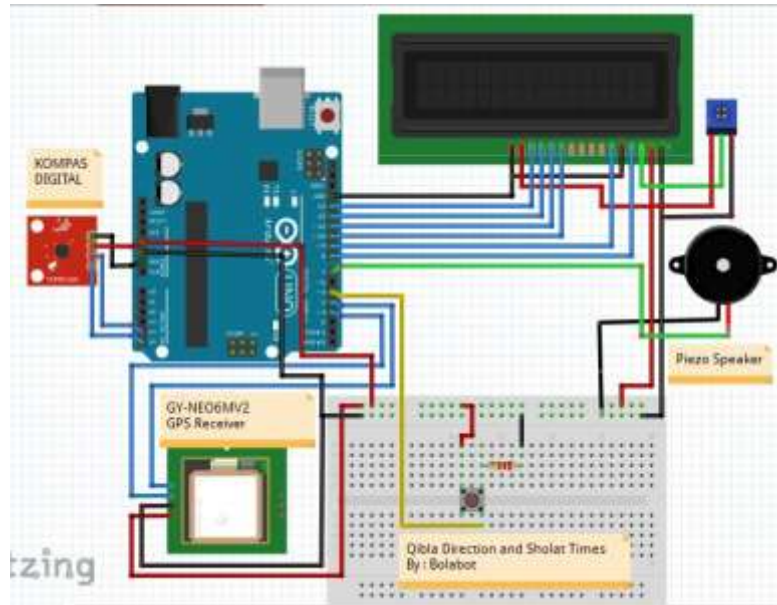 KOMPAS
DIGITAL
GY-NEO6MV2
GPS Receiver
Piezo Speaker
Qibla Direction and Sholat Times
By : Bolabot
tzing